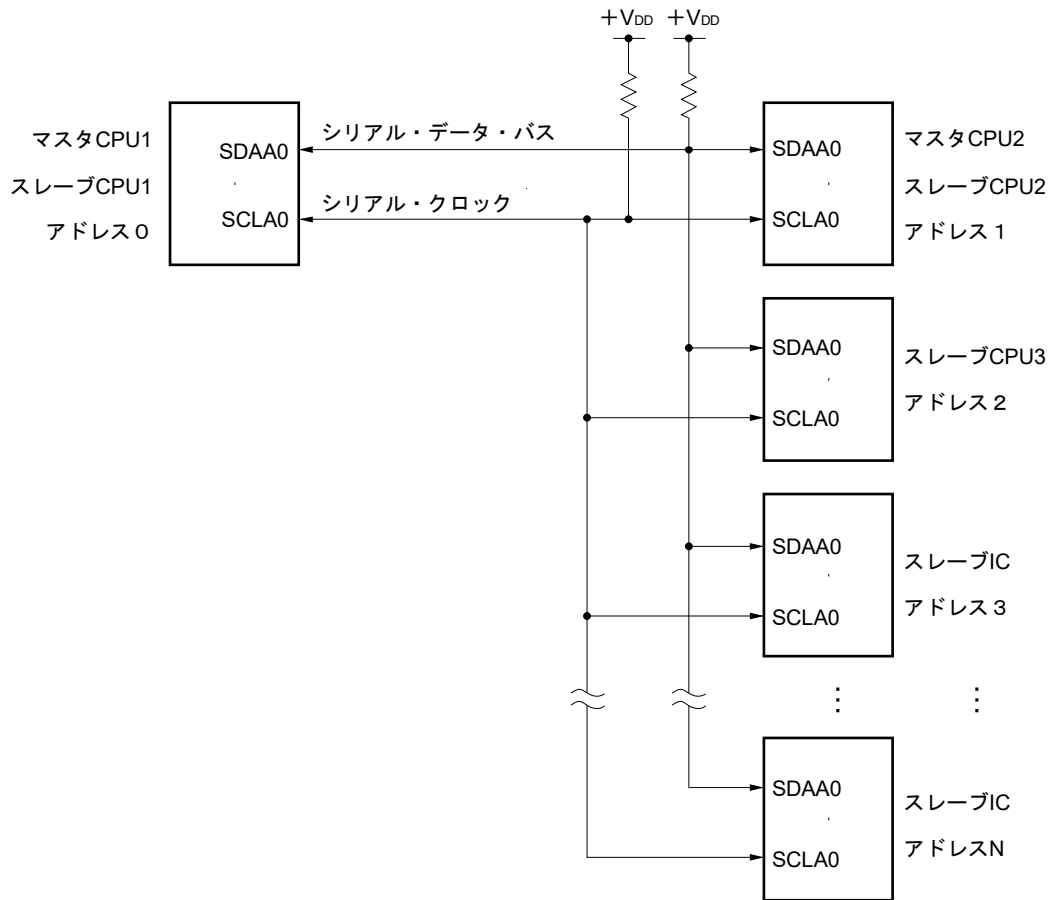 ＋VDD ＋VDD
マスタCPU1
スレーブCPU1
アドレス０
SDAA0
SCLA0
シリアル・データ・バス
シリアル・クロック
SDAA0
SCLA0
マスタCPU2
スレーブCPU2
アドレス１
SDAA0
SCLA0
スレーブCPU3
アドレス２
SDAA0
SCLA0
スレーブIC
アドレス３
SDAA0
SCLA0
スレーブIC
アドレスN